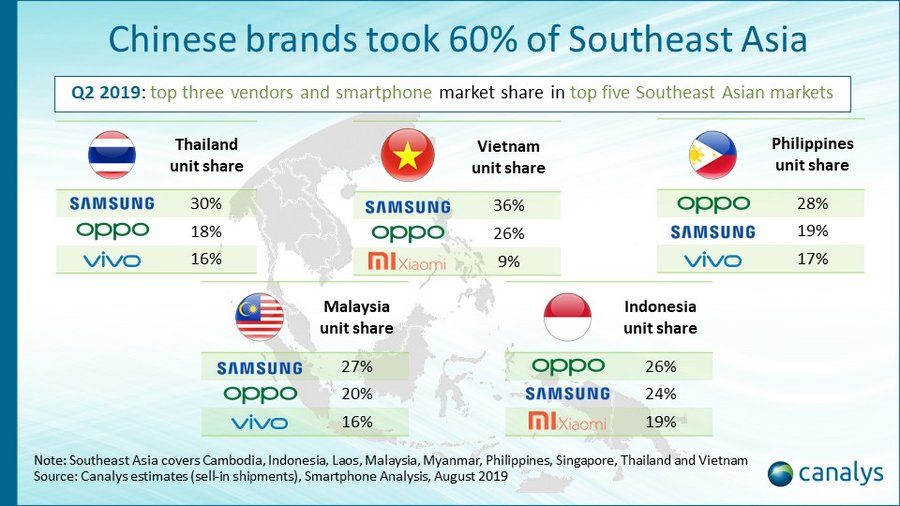 Chinese brands took 60% of Southeast Asia
Q2 2019: top three vendors and smartphone market share in top five Southeast Asian markets
Thailand
unit share
SAMSUNG 30%
oppo 18%
vivo 16%
Vietnam
unit share
SAMSUNG 36%
oppo 26%
MI Xiaomi 9%
Philippines
unit share
oppo 28%
SAMSUNG 19%
vivo 17%
Malaysia
unit share
SAMSUNG 27%
oppo 20%
vivo 16%
Indonesia
unit share
oppo 26%
SAMSUNG 24%
MI Xiaomi 19%
Note: Southeast Asia covers Cambodia, Indonesia, Laos, Malaysia, Myanmar, Philippines, Singapore, Thailand and Vietnam
Source: Canalys estimates (sell-in shipments), Smartphone Analysis, August 2019
canalys